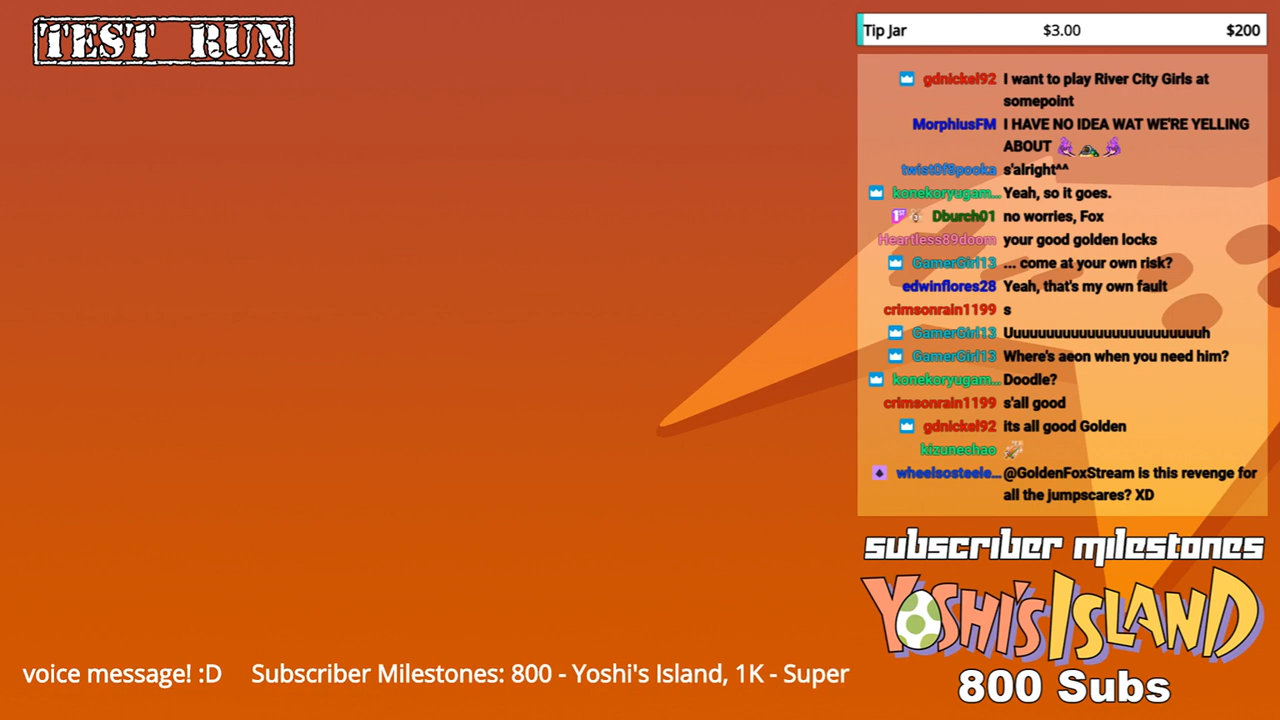 TEST RUN
Tip Jar $3.00 $200
gdnickel92 I want to play River City Girls at
somepoint
MorphiusFM I HAVE NO IDEA WAT WE'RE YELLING
ABOUT
twist0f8pooka s'alright^^
konekoryugam... Yeah, so it goes.
Dburch01 no worries, Fox
Heartless89doom your good golden locks
GamerGirl13 ... come at your own risk?
edwinflores28 Yeah, that's my own fault
crimsonrain1199 s
GamerGirl13 Uuuuuuuuuuuuuuuuuuuuuuuuh
GamerGirl13 Where's aeon when you need him?
konekoryugam... Doodle?
crimsonrain1199 s'all good
gdnickel92 its all good Golden
kizunechao
wheelsosteele... @GoldenFoxStream is this revenge for
all the jumpscares? XD
subscriber milestones
YOSHI'S ISLAND
800 Subs
voice message! :D Subscriber Milestones: 800 - Yoshi's Island, 1K - Super